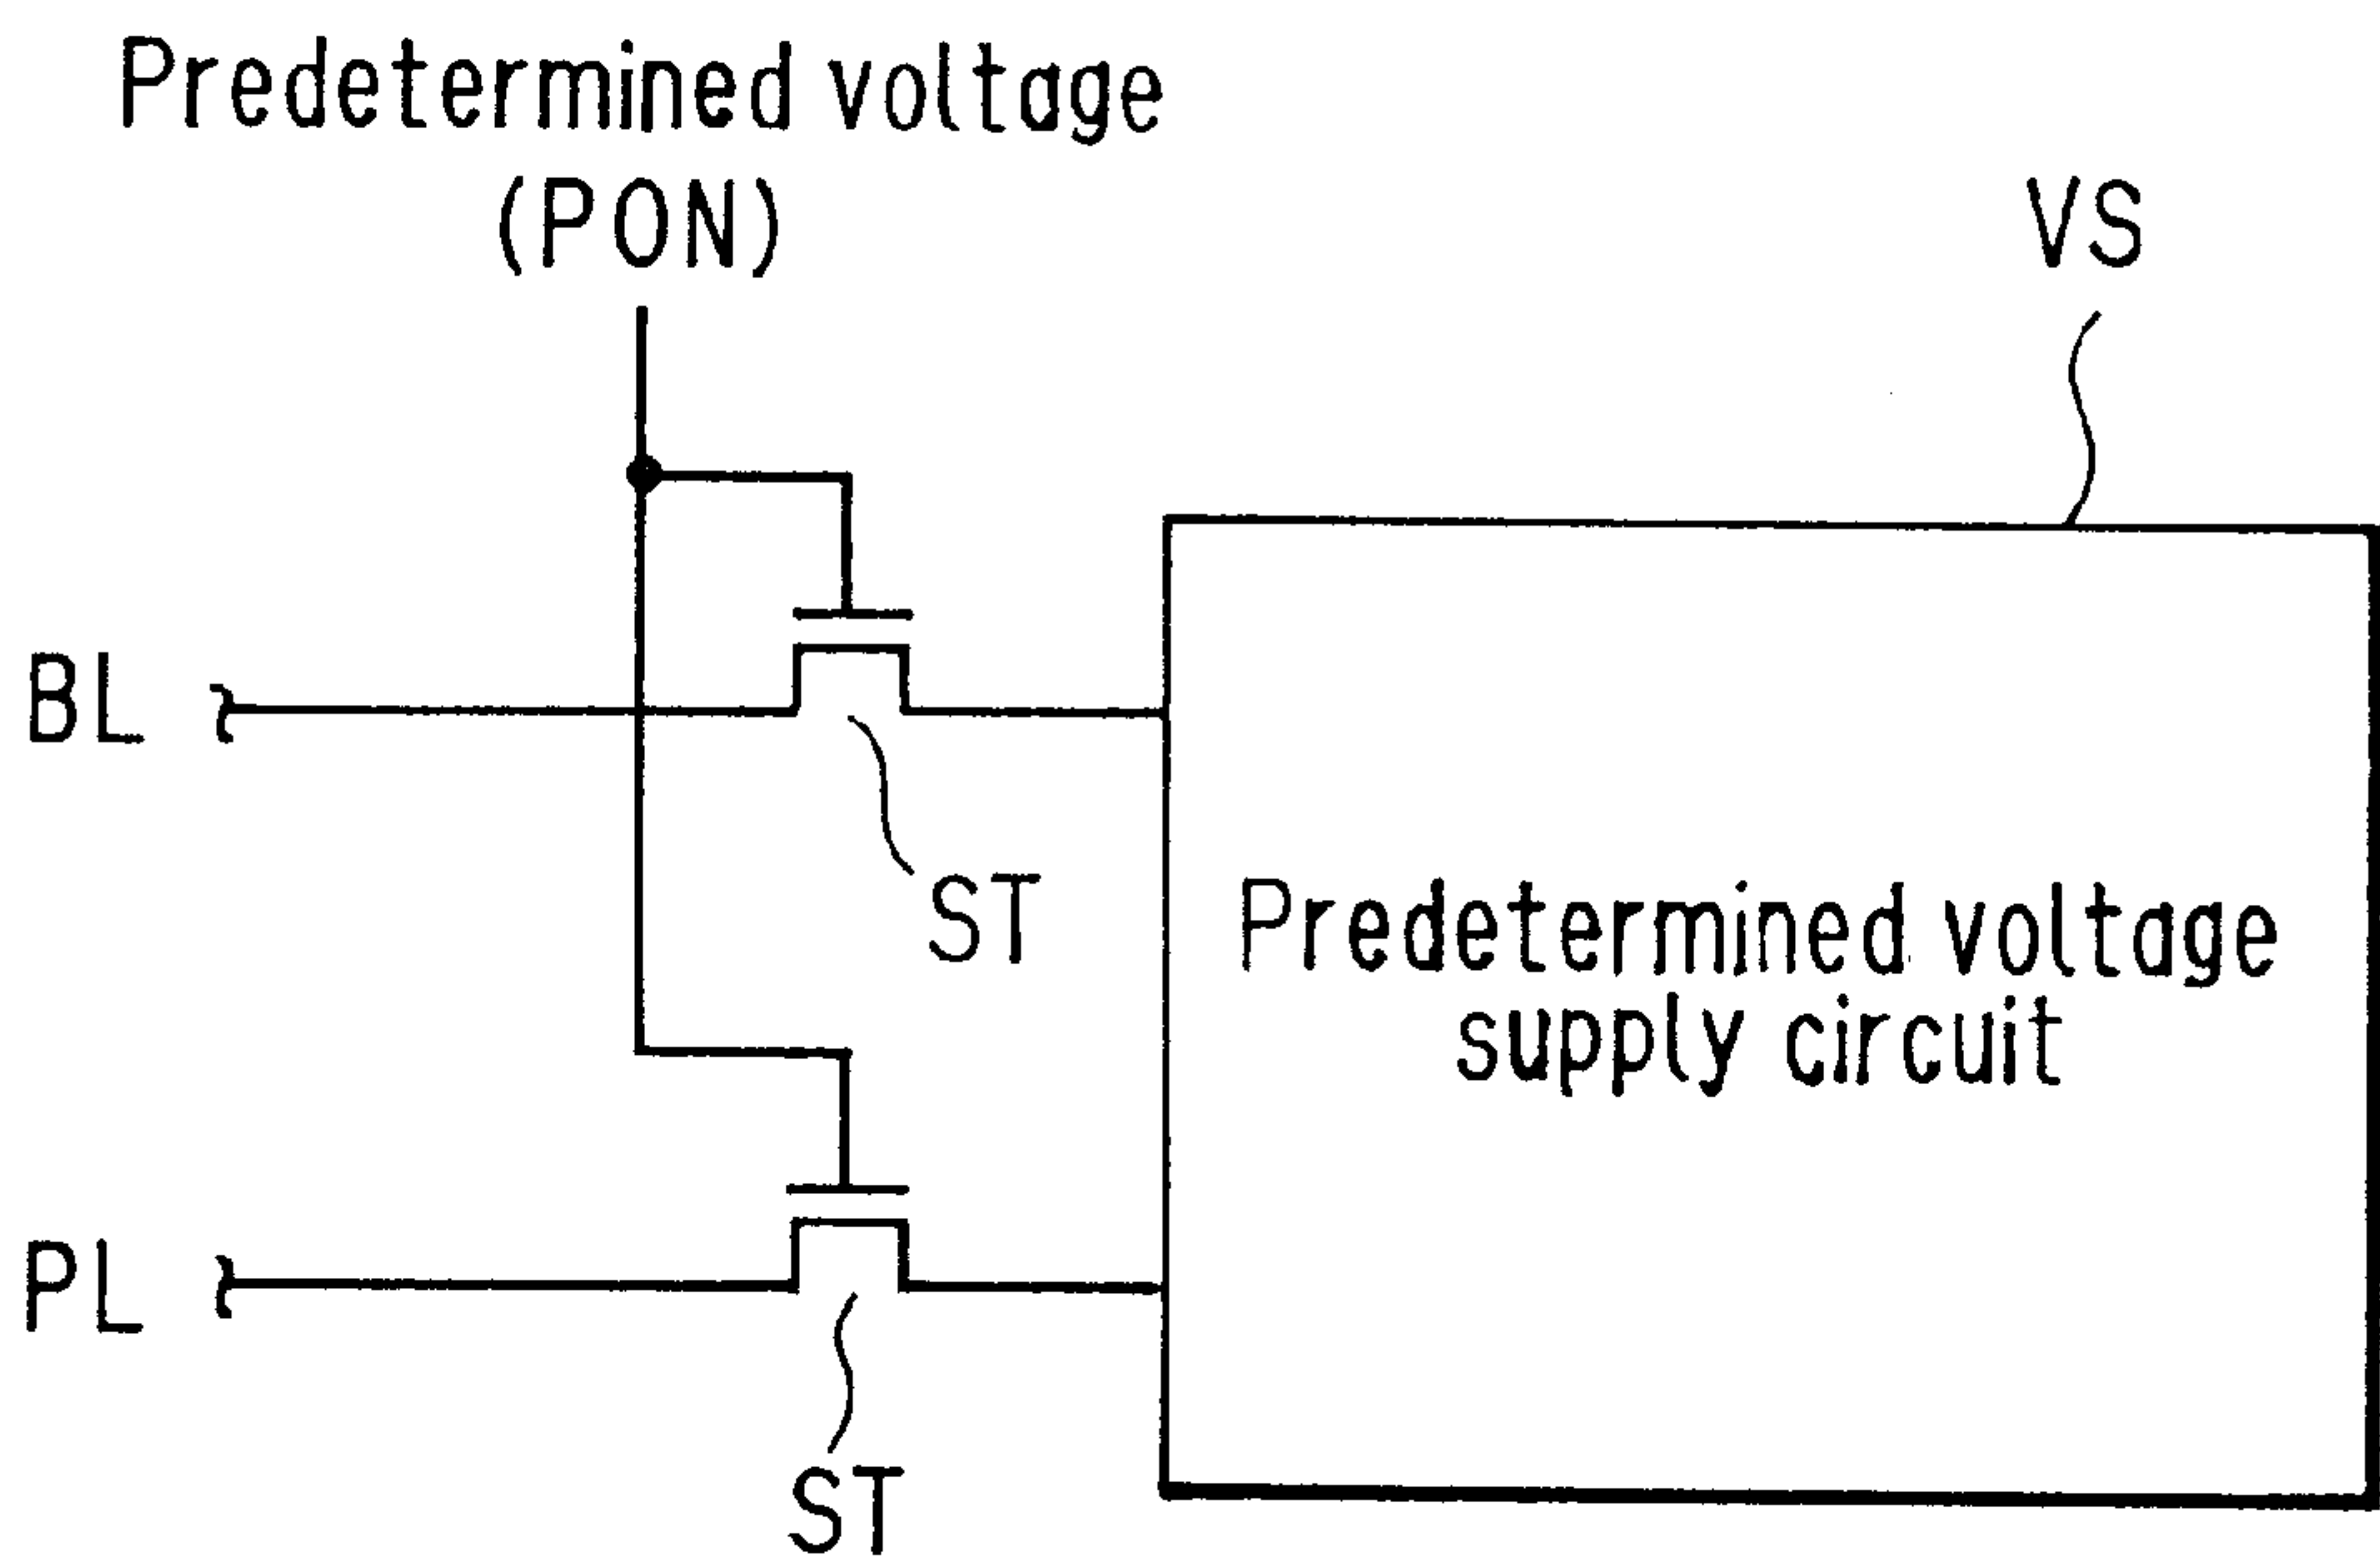 Predetermined voltage
(PON)
VS
BL
ST
Predetermined voltage
supply circuit
PL
ST